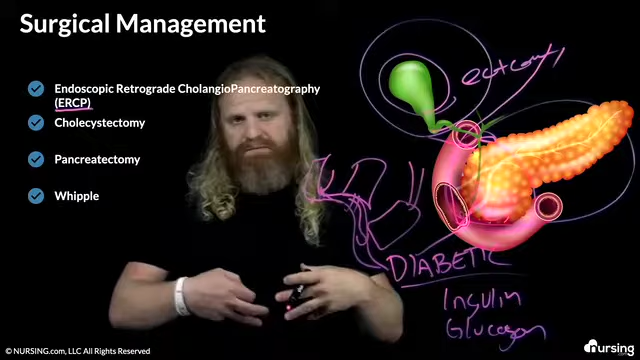 Surgical Management
Endoscopic Retrograde CholangioPancreatography
(ERCP)
Cholecystectomy
Pancreatectomy
Whipple
ectomy
DIABETIC
Insulin
Glucagon
© NURSING.com, LLC All Rights Reserved
nursing